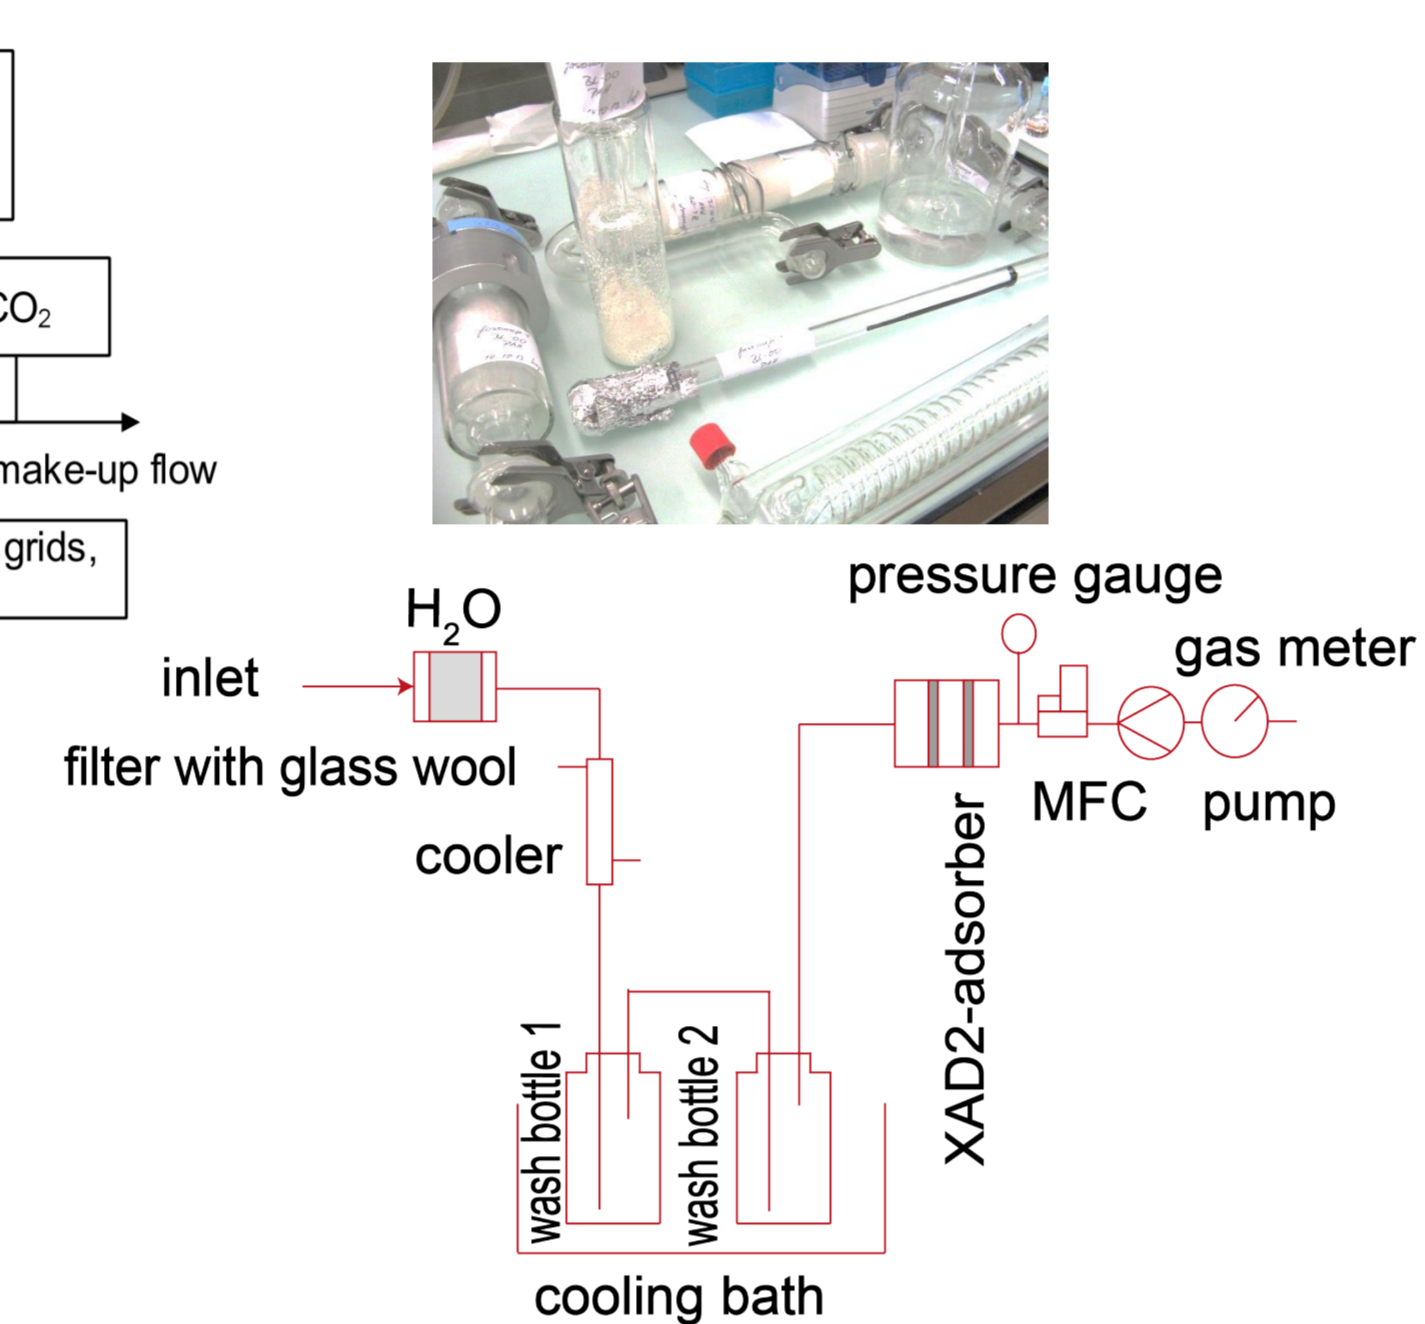 CO₂
make-up flow
grids,
pressure gauge
H₂O
gas meter
inlet
filter with glass wool
MFC
pump
cooler
XAD2-adsorber
wash bottle 1
wash bottle 2
cooling bath